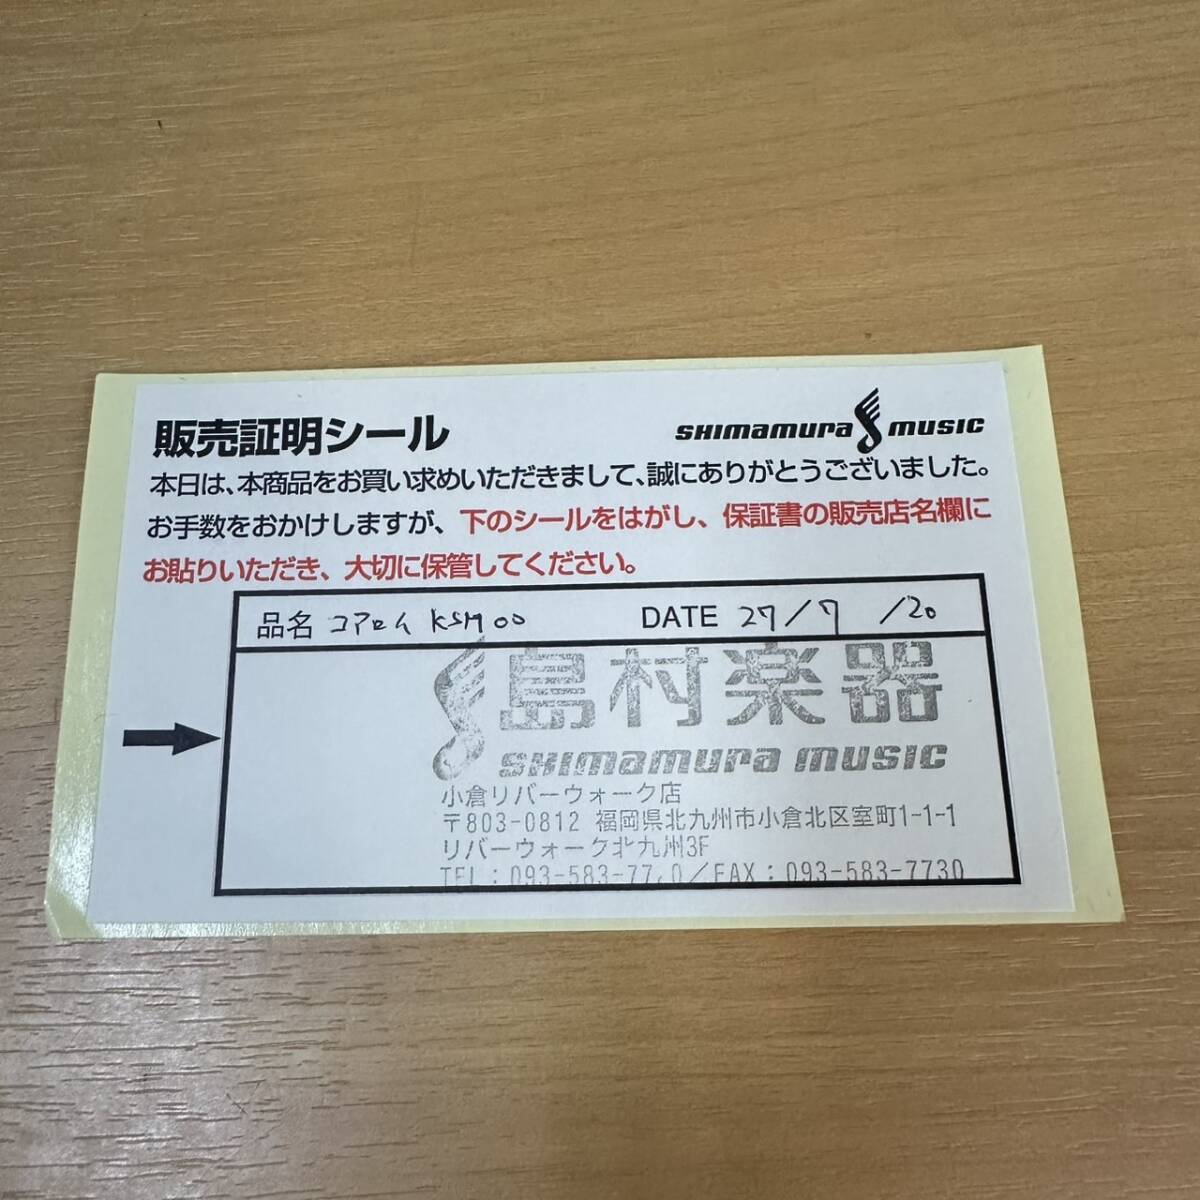 販売証明シール
SHIMAMURA MUSIC
本日は、本商品をお買い求めいただきまして、誠にありがとうございました。
お手数をおかけしますが、下のシールをはがし、保証書の販売店名欄に
お貼りいただき、大切に保管してください。
品名 コアロイ KSM00 DATE 27/7/20
島村楽器
SHIMAMURA MUSIC
小倉リバーウォーク店
〒803-0812 福岡県北九州市小倉北区室町1-1-1
リバーウォーク北九州3F
TEL:093-583-77 0/FAX:093-583-7730